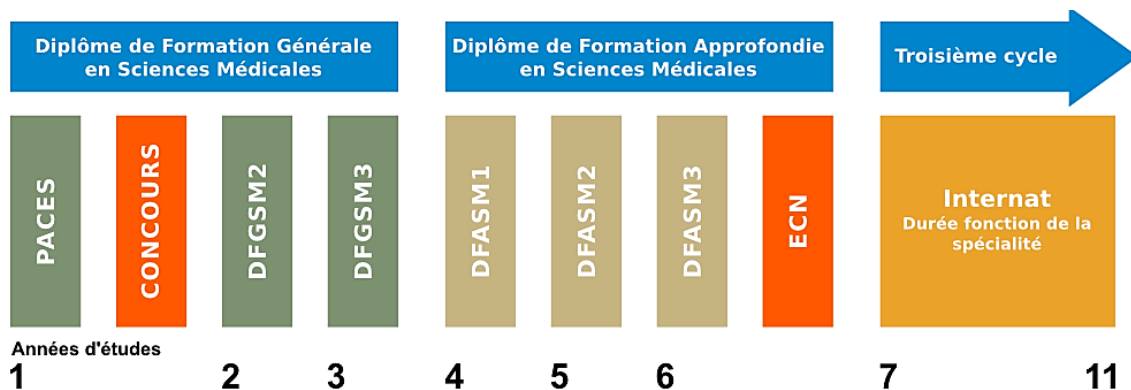 Diplôme de Formation Générale
en Sciences Médicales
Diplôme de Formation Approfondie
en Sciences Médicales
Troisième cycle
PACES
CONCOURS
DFGSM2
DFGSM3
DFASM1
DFASM2
DFASM3
ECN
Internat
Durée fonction de la
spécialité
Années d'études
1 2 3 4 5 6 7 11